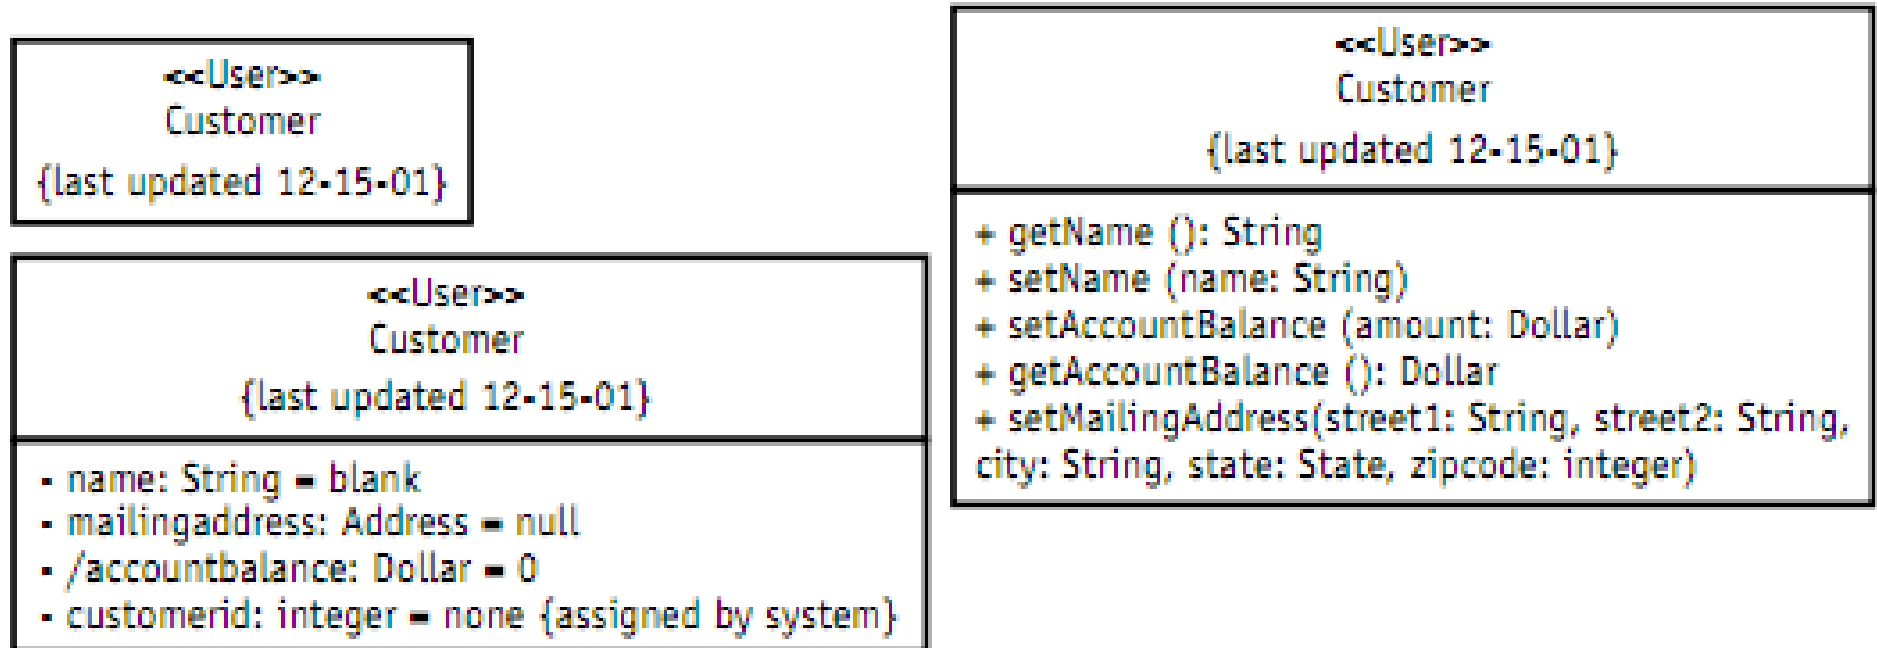 <<User>>
Customer
{last updated 12-15-01}
<<User>>
Customer
{last updated 12-15-01}
- name: String = blank
- mailingaddress: Address = null
- /accountbalance: Dollar = 0
- customerid: integer = none {assigned by system}
<<User>>
Customer
{last updated 12-15-01}
+ getName (): String
+ setName (name: String)
+ setAccountBalance (amount: Dollar)
+ getAccountBalance (): Dollar
+ setMailingAddress(street1: String, street2: String,
city: String, state: State, zipcode: integer)